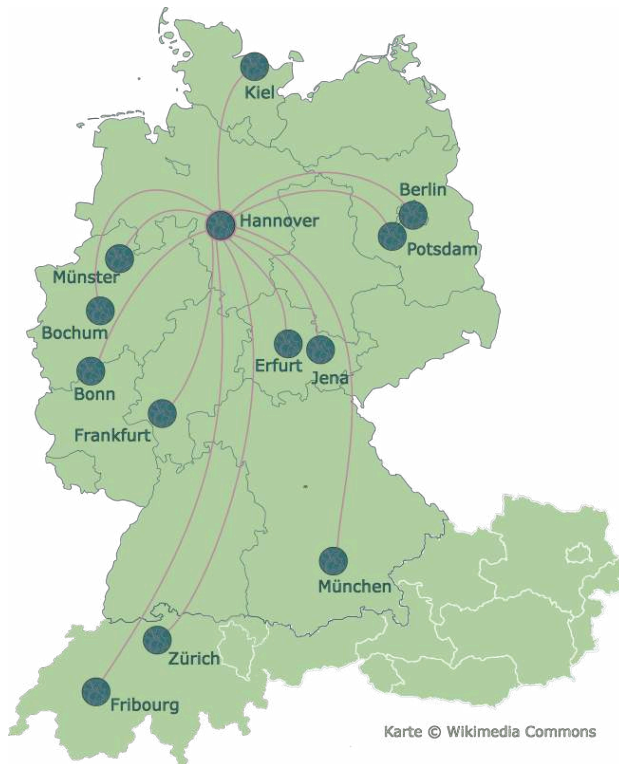 Kiel
Berlin
Hannover
Potsdam
Münster
Bochum
Erfurt
Jena
Bonn
Frankfurt
München
Zürich
Fribourg
Karte © Wikimedia Commons